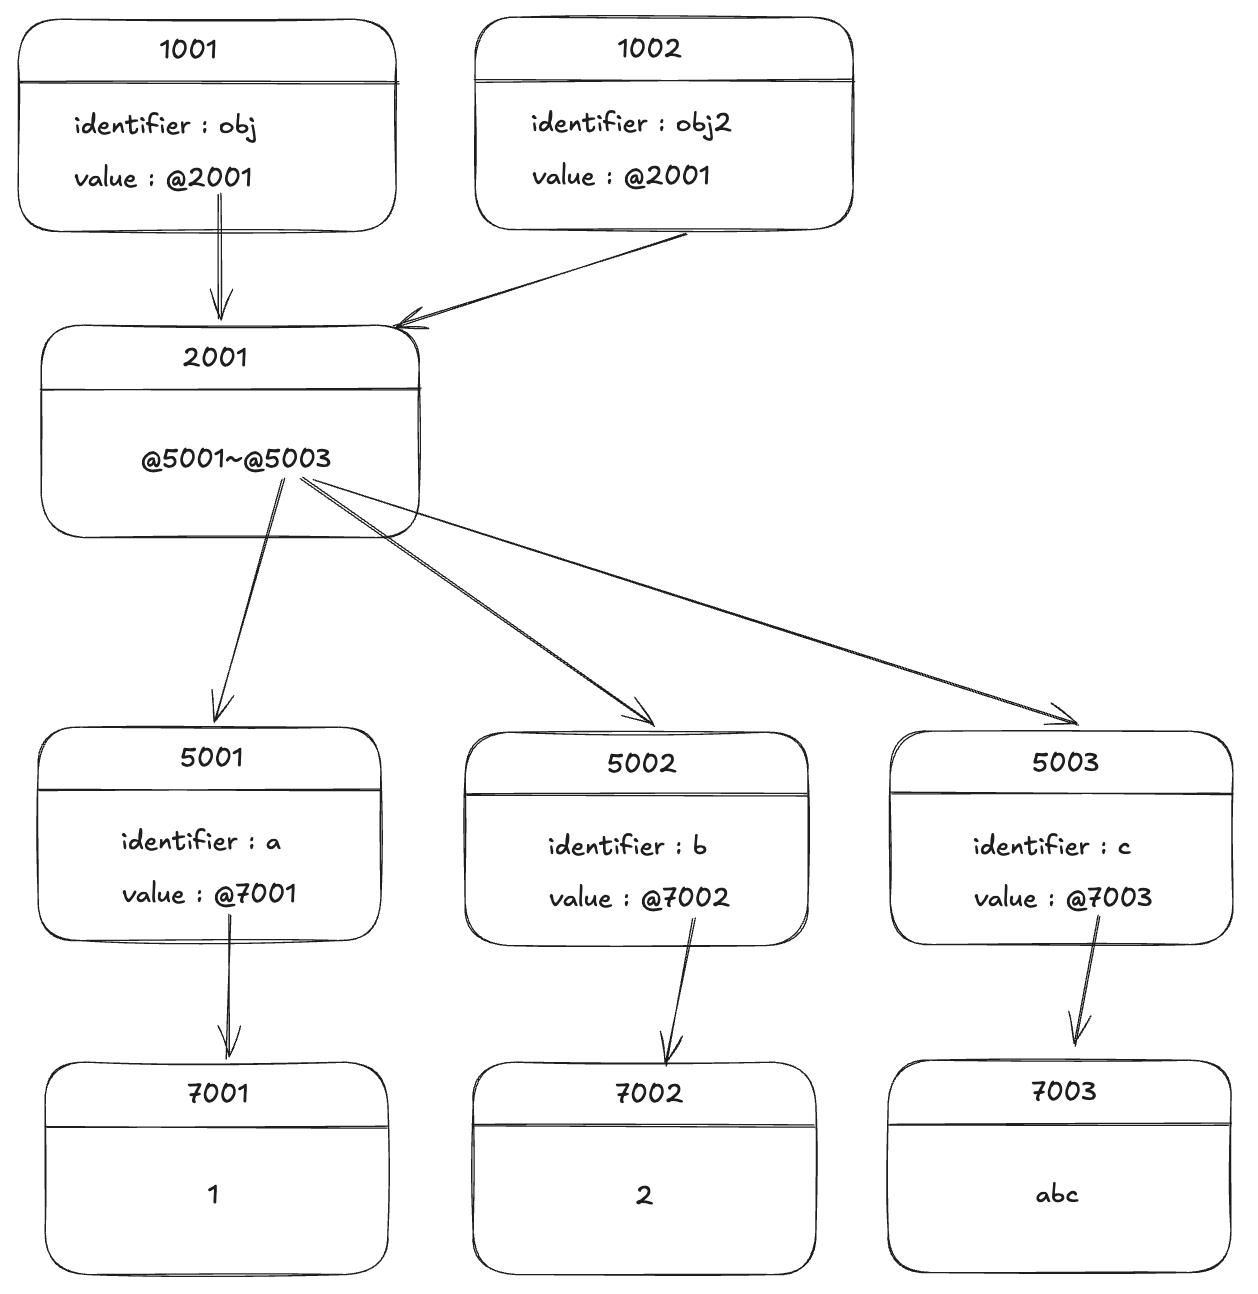 1001
identifier : obj
value : @2001
1002
identifier : obj2
value : @2001
2001
@5001~@5003
5001
identifier : a
value : @7001
5002
identifier : b
value : @7002
5003
identifier : c
value : @7003
7001
1
7002
2
7003
abc